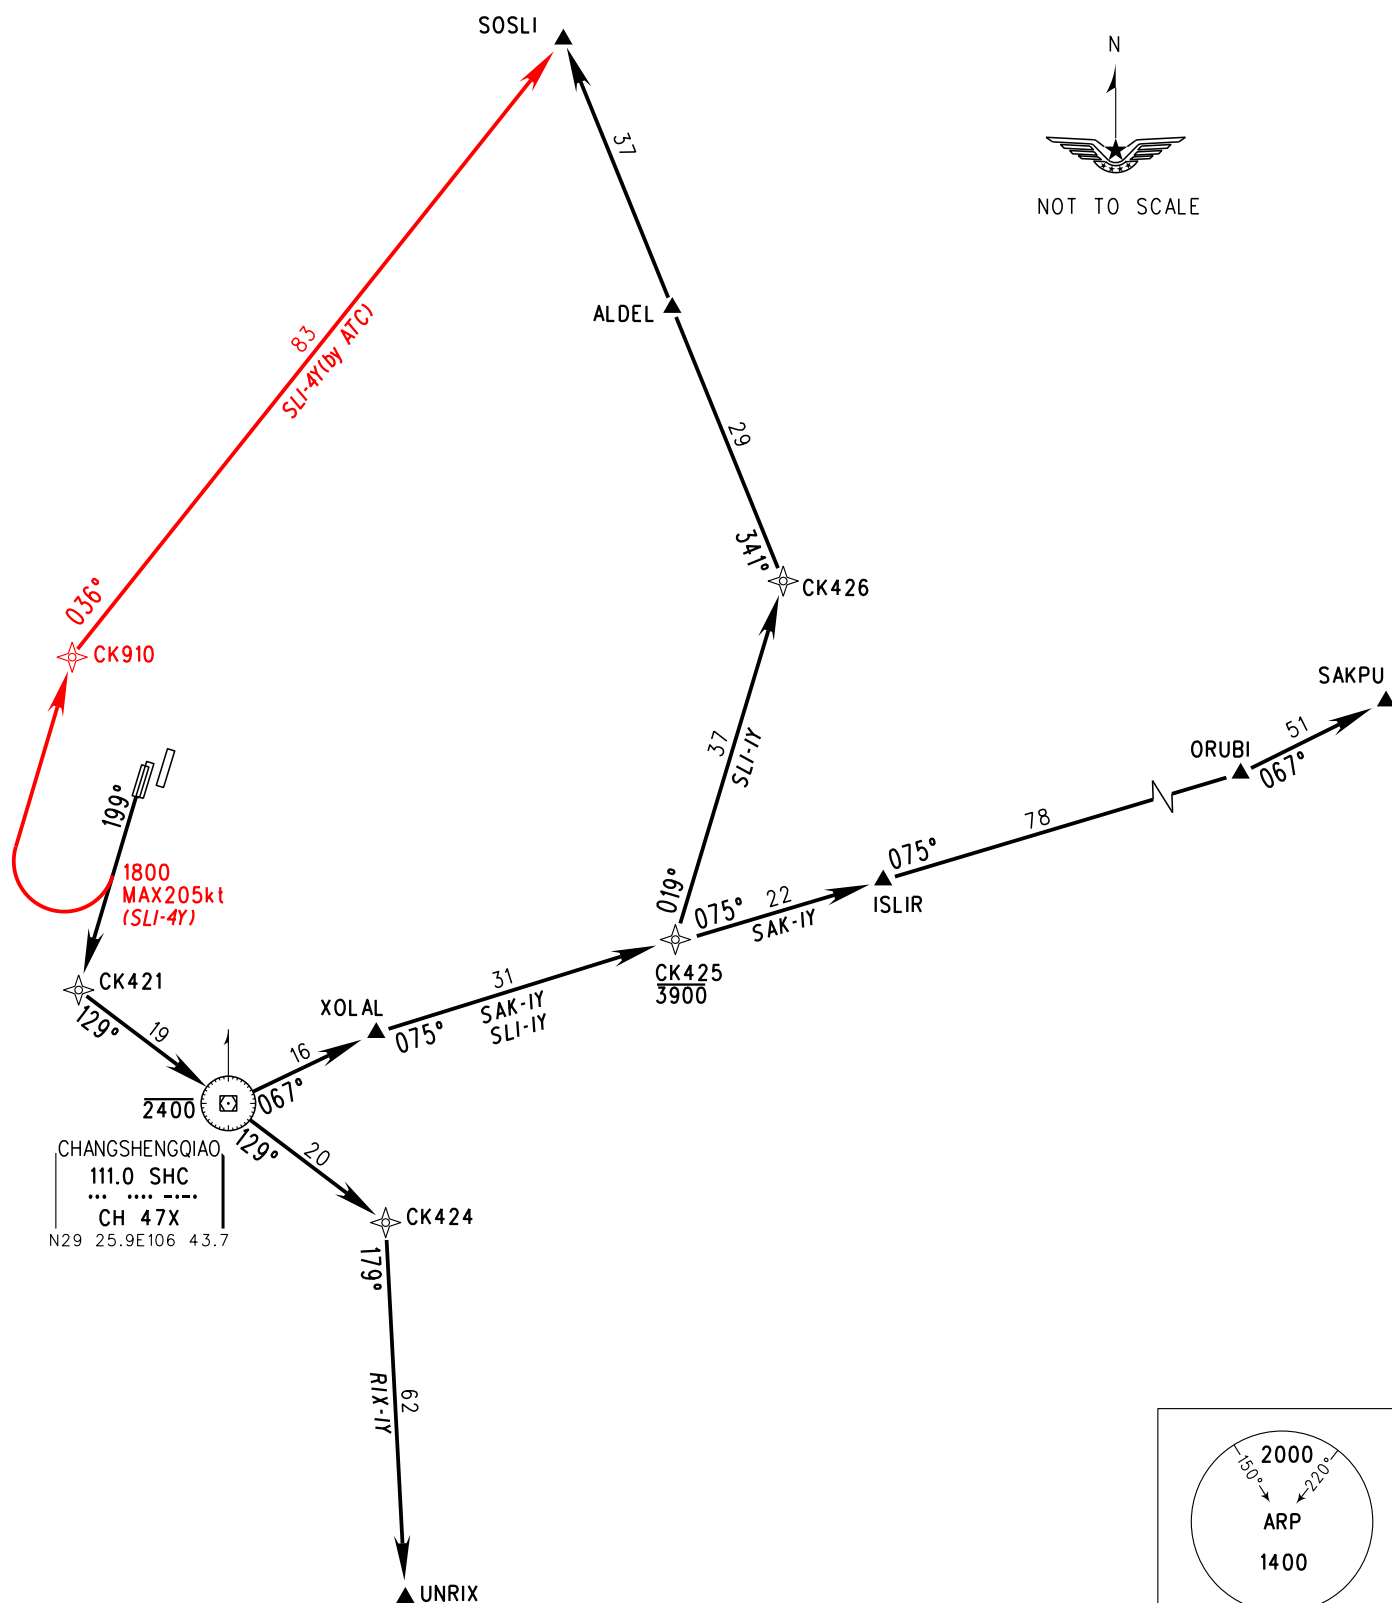 SOSLI
N
NOT TO SCALE
37
ALDEL
83
SLI-4Y(by ATC)
29
341°
CK426
036°
CK910
SAKPU
51
ORUBI
067°
37
SLI-1Y
199°
78
1800
MAX205kt
(SLI-4Y)
075°
ISLIR
019°
075°
22
SAK-1Y
CK425
3900
CK421
129°
19
31
SAK-1Y
SLI-1Y
XOLAL
075°
16
067°
2400
129°
20
CHANGSHENGQIAO
111.0 SHC
... .... -.-.
CH 47X
N29 25.9E106 43.7
CK424
179°
62
RIX-1Y
UNRIX
2000
150°
220°
ARP
1400